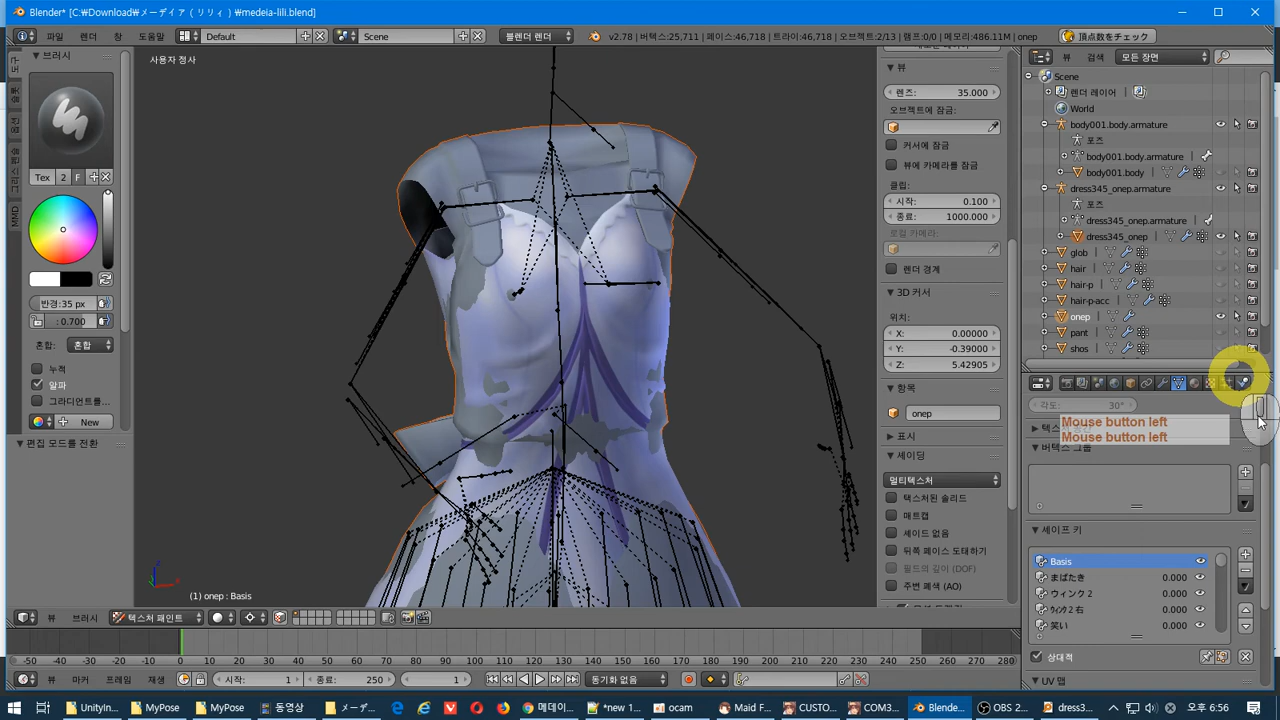 Blender* [C:₩Download₩メーデイア(リリィ)₩medeia-lili.blend]
파일 렌더 창 도움말 Default Scene 블렌더 렌더 v2.78 | 버텍스:25,711 | 페이스:46,718 | 트라이:46,718 | 오브젝트:2/13 | 램프:0/0 | 메모리:486.11M | onep 頂点数をチェック
브러시
Tex 2 F
반경:35 px
: 0.700
혼합: 혼합
누적
알파
그라디언트를...
New
편집 모드를 전환
MMD
사용자 정사
(1) onep : Basis
뷰
렌즈: 35.000
오브젝트에 잠금:
커서에 잠금
뷰에 카메라를 잠금
클립:
시작: 0.100
종료: 1000.000
로컬 카메라:
렌더 경계
3D 커서
위치:
X: 0.00000
Y: -0.39000
Z: 5.42905
항목
onep
표시
셰이딩
멀티텍스처
텍스처된 솔리드
매트캡
셰이드 없음
뒤쪽 페이스 도태하기
필드의 깊이 (DOF)
주변 폐색 (AO)
뷰 검색 모든 장면
Scene
렌더 레이어
World
body001.body.armature
포즈
body001.body.armature
body001.body
dress345_onep.armature
포즈
dress345_onep.armature
dress345_onep
glob
hair
hair-p
hair-p-acc
onep
pant
shos
각도: 30°
Mouse button left
Mouse button left
버텍스 그룹
셰이프 키
Basis
まばたき 0.000
ウィンク 2 0.000
ｳｨﾝｸ 2 右 0.000
笑い 0.000
상대적
UV 맵
뷰 브러시 텍스처 페인트
-50 -40 -30 -20 -10 0 10 20 30 40 50 60 70 80 90 100 110 120 130 140 150 160 170 180 190 200 210 220 230 240 250 260 270 280
뷰 마커 프레임 재생 시작: 1 종료: 250 1 동기화 없음
UnityIn... MyPose MyPose 동영상 メーデ... 메데이... *new 1... ocam Maid F... CUSTO... COM3... Blende... OBS 2... dress3... 오후 6:56